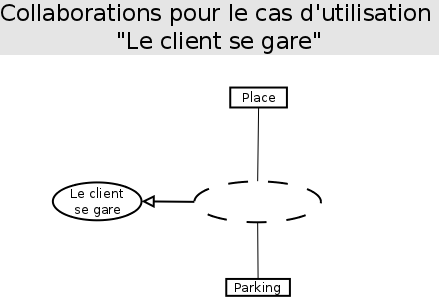 Collaborations pour le cas d'utilisation
"Le client se gare"
Place
Le client
se gare
Parking